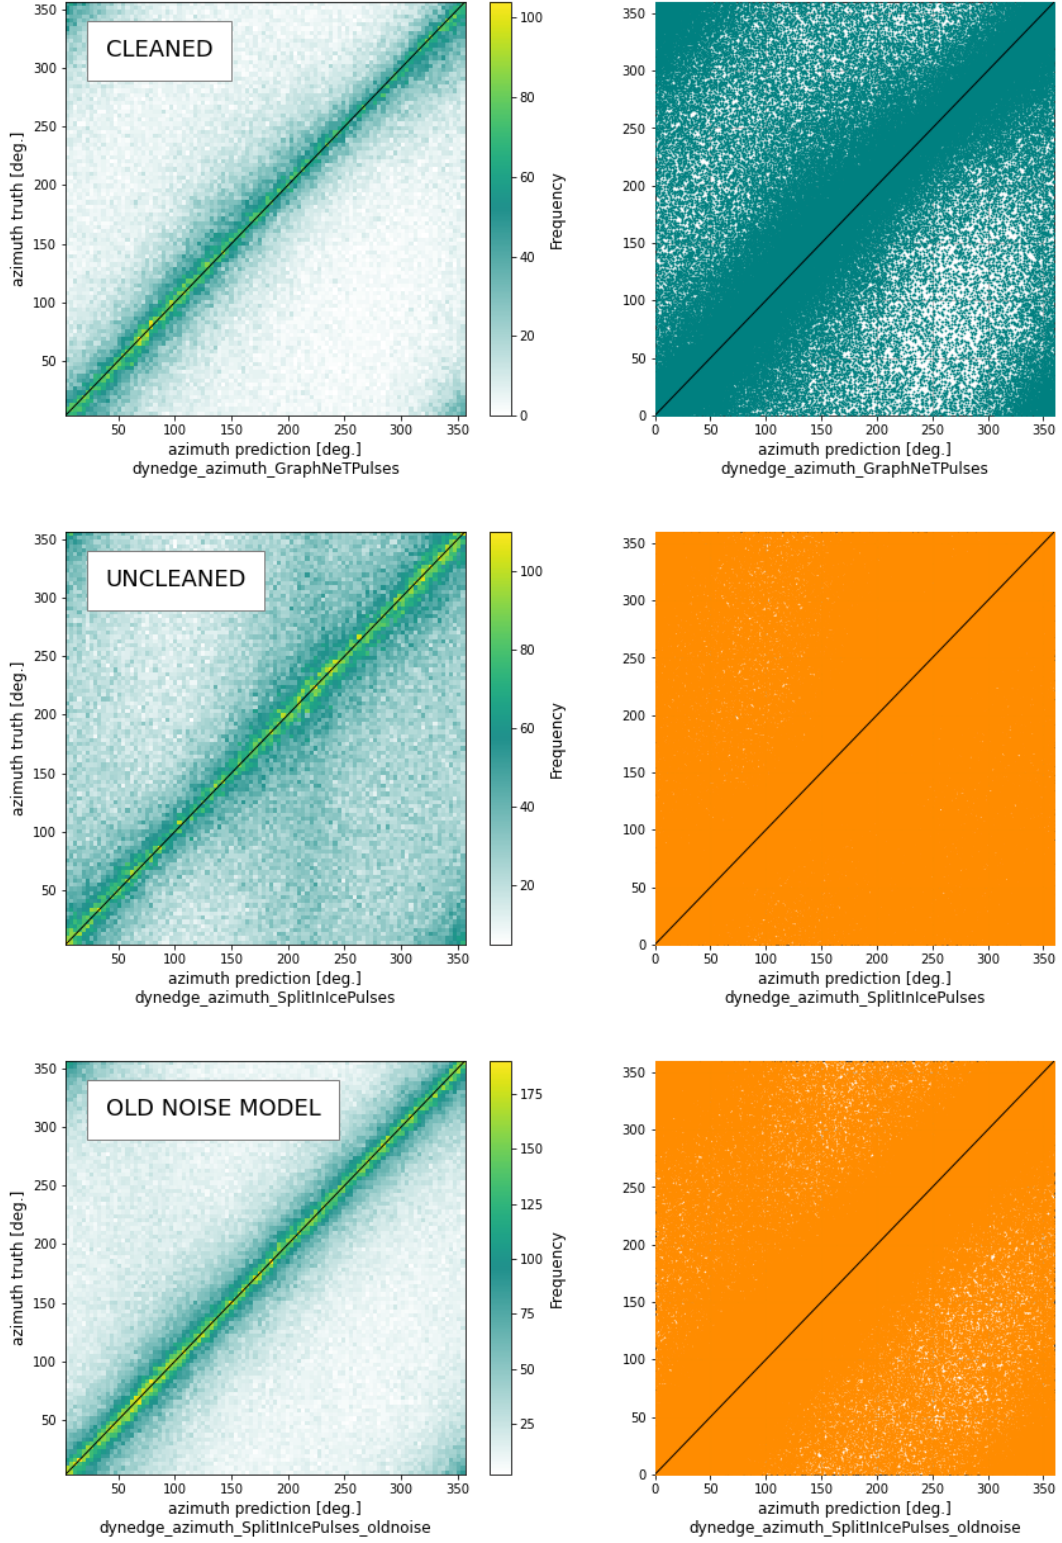 CLEANED
350
300
250
200
150
100
50
azimuth truth [deg.]
50 100 150 200 250 300 350
azimuth prediction [deg.]
dynedge_azimuth_GraphNeTPulses
100
80
60
40
20
0
Frequency
350
300
250
200
150
100
50
0
0 50 100 150 200 250 300 350
azimuth prediction [deg.]
dynedge_azimuth_GraphNeTPulses
UNCLEANED
350
300
250
200
150
100
50
azimuth truth [deg.]
50 100 150 200 250 300 350
azimuth prediction [deg.]
dynedge_azimuth_SplitInIcePulses
100
80
60
40
20
Frequency
350
300
250
200
150
100
50
0
0 50 100 150 200 250 300 350
azimuth prediction [deg.]
dynedge_azimuth_SplitInIcePulses
OLD NOISE MODEL
350
300
250
200
150
100
50
azimuth truth [deg.]
50 100 150 200 250 300 350
azimuth prediction [deg.]
dynedge_azimuth_SplitInIcePulses_oldnoise
175
150
125
100
75
50
25
Frequency
350
300
250
200
150
100
50
0
0 50 100 150 200 250 300 350
azimuth prediction [deg.]
dynedge_azimuth_SplitInIcePulses_oldnoise